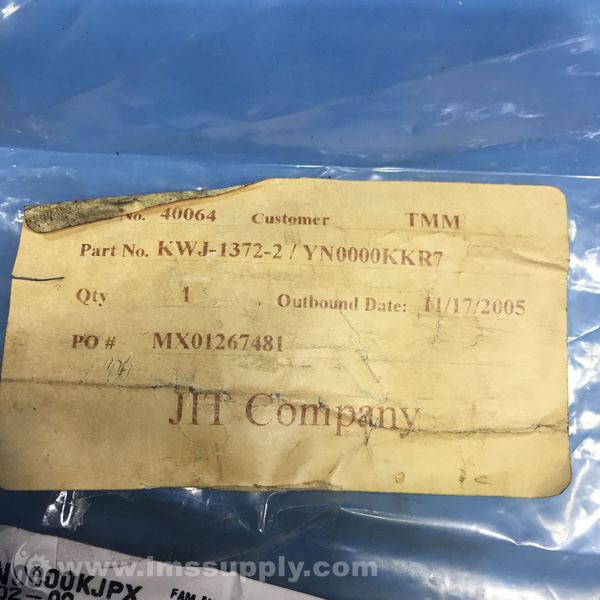 No. 40064 Customer TMM
Part No. KWJ-1372-2 / YN0000KKR7
Qty 1 Outbound Date: 11/17/2005
PO # MX01267481
JIT Company
www.imssupply.com
N0000KJPX